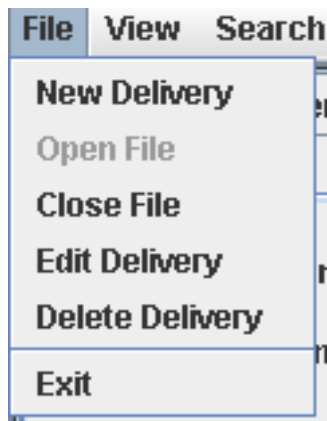 File View Search
New Delivery
Open File
Close File
Edit Delivery
Delete Delivery
Exit